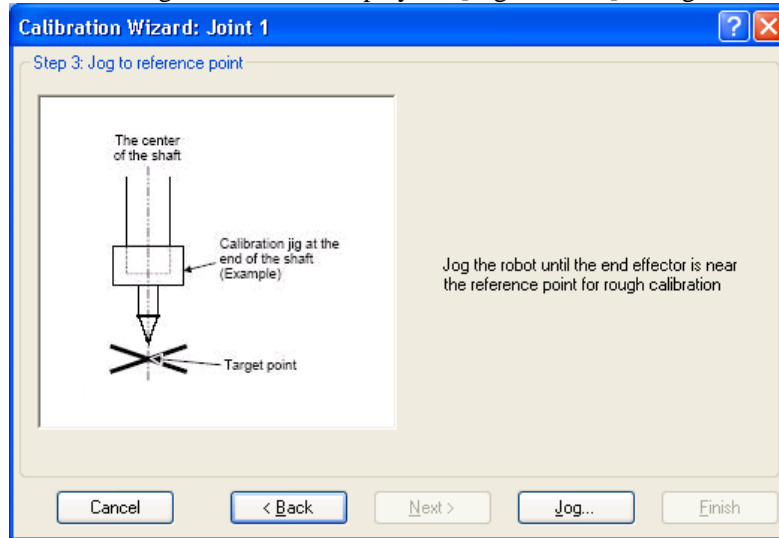 Calibration Wizard: Joint 1
Step 3: Jog to reference point
The center
of the shaft
Calibration jig at the
end of the shaft
(Example)
Target point
Jog the robot until the end effector is near
the reference point for rough calibration
Cancel
< Back
Next >
Jog...
Finish